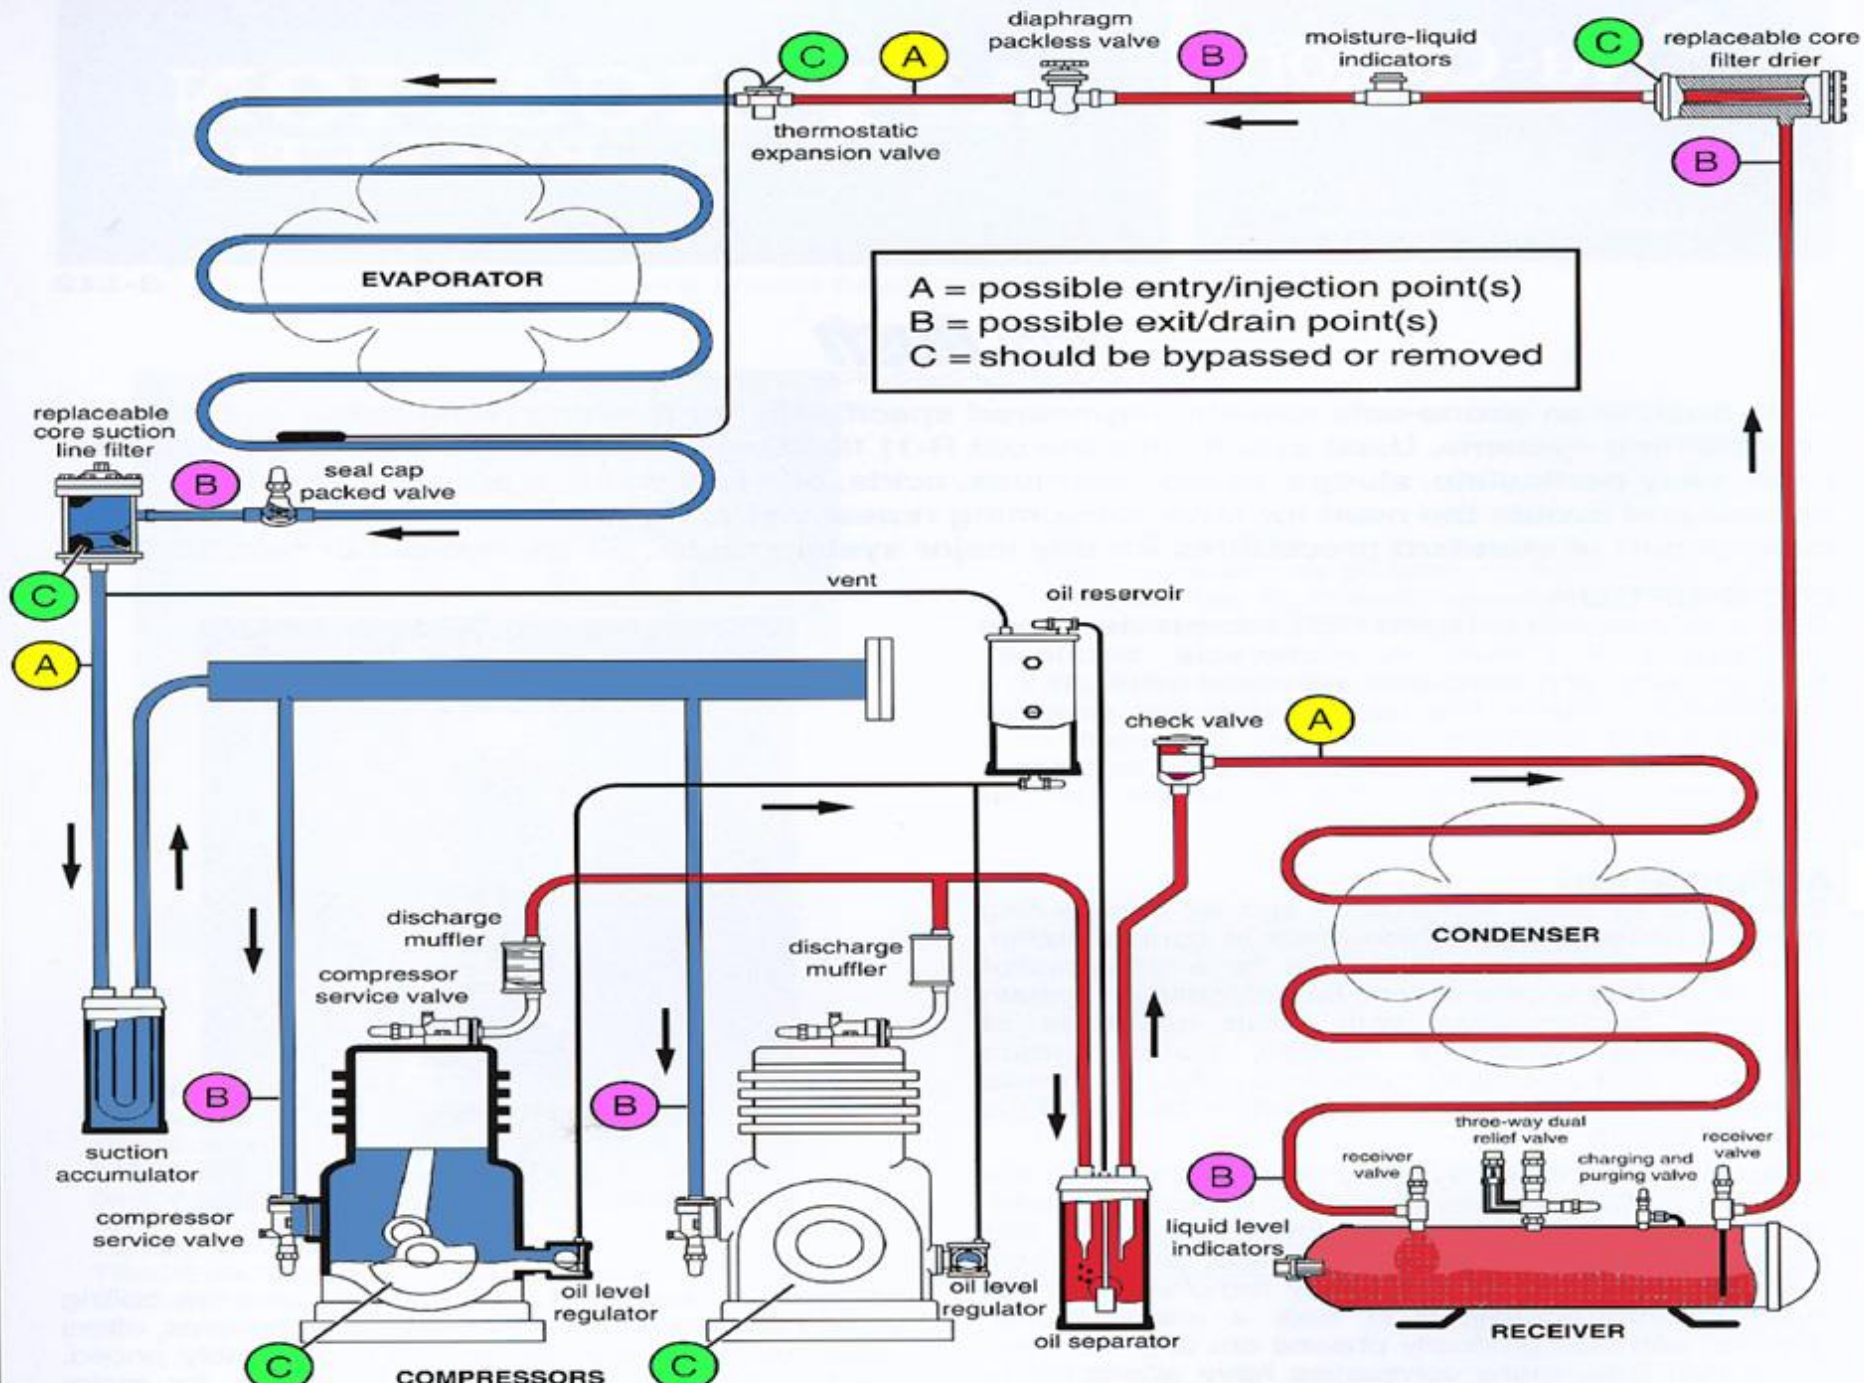 diaphragm
packless valve
moisture-liquid
indicators
replaceable core
filter drier
C
A
B
C
thermostatic
expansion valve
B
EVAPORATOR
A = possible entry/injection point(s)
B = possible exit/drain point(s)
C = should be bypassed or removed
replaceable
core suction
line filter
B
seal cap
packed valve
C
vent
oil reservoir
A
check valve
A
discharge
muffler
discharge
muffler
CONDENSER
compressor
service valve
B
B
suction
accumulator
three-way dual
relief valve
receiver
valve
charging and
purging valve
receiver
valve
B
compressor
service valve
liquid level
indicators
oil level
regulator
oil level
regulator
oil separator
RECEIVER
C
COMPRESSORS
C